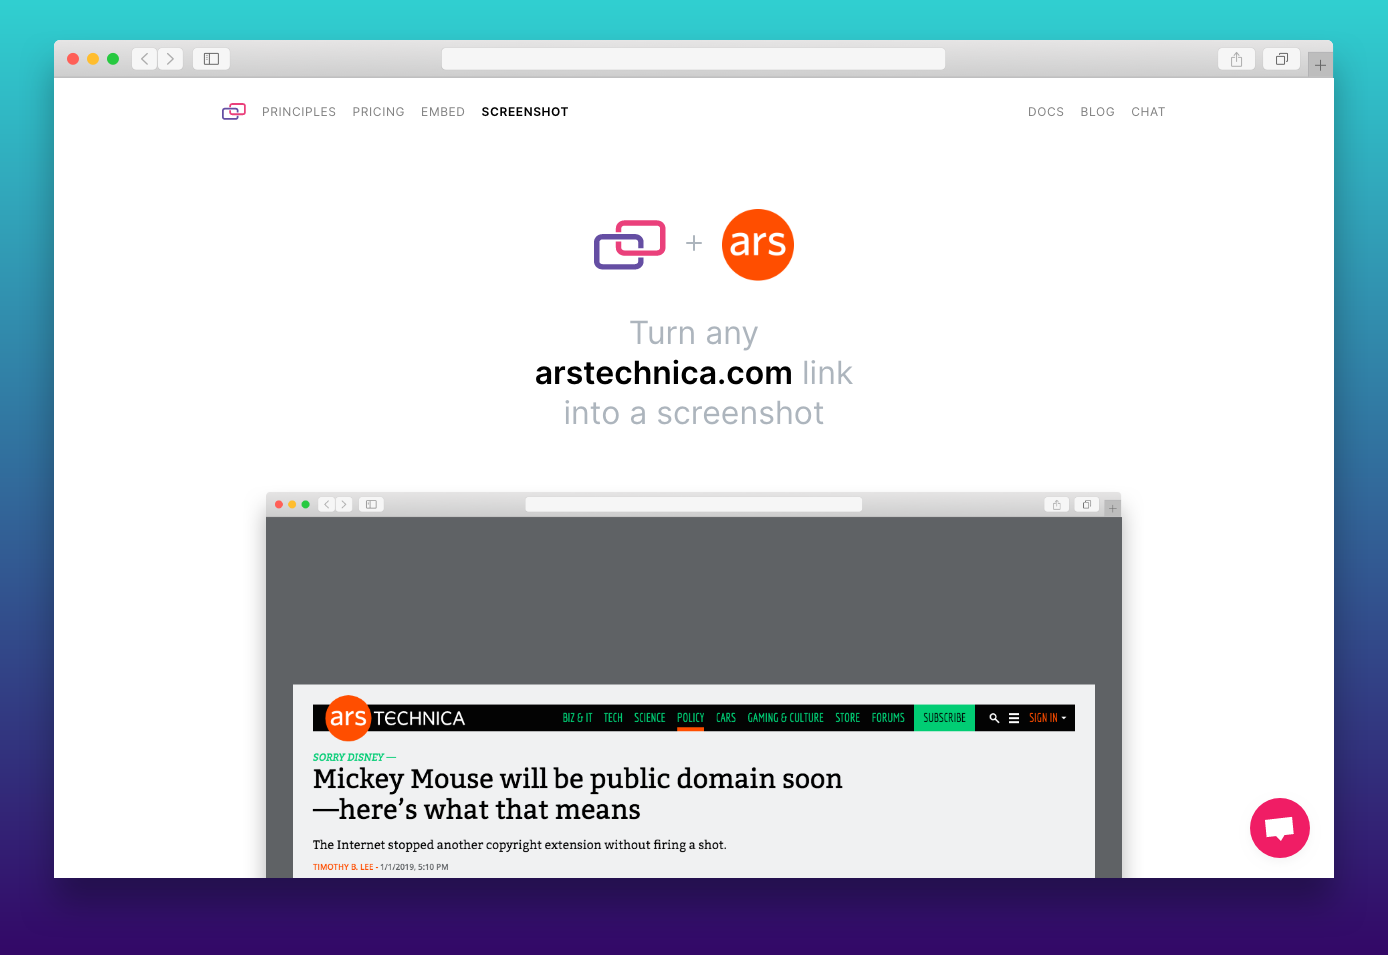 PRINCIPLES PRICING EMBED SCREENSHOT DOCS BLOG CHAT
+ ars
Turn any
arstechnica.com link
into a screenshot
ars TECHNICA BIZ & IT TECH SCIENCE POLICY CARS GAMING & CULTURE STORE FORUMS SUBSCRIBE SIGN IN
SORRY DISNEY —
Mickey Mouse will be public domain soon
—here’s what that means
The Internet stopped another copyright extension without firing a shot.
TIMOTHY B. LEE - 1/1/2019, 5:10 PM